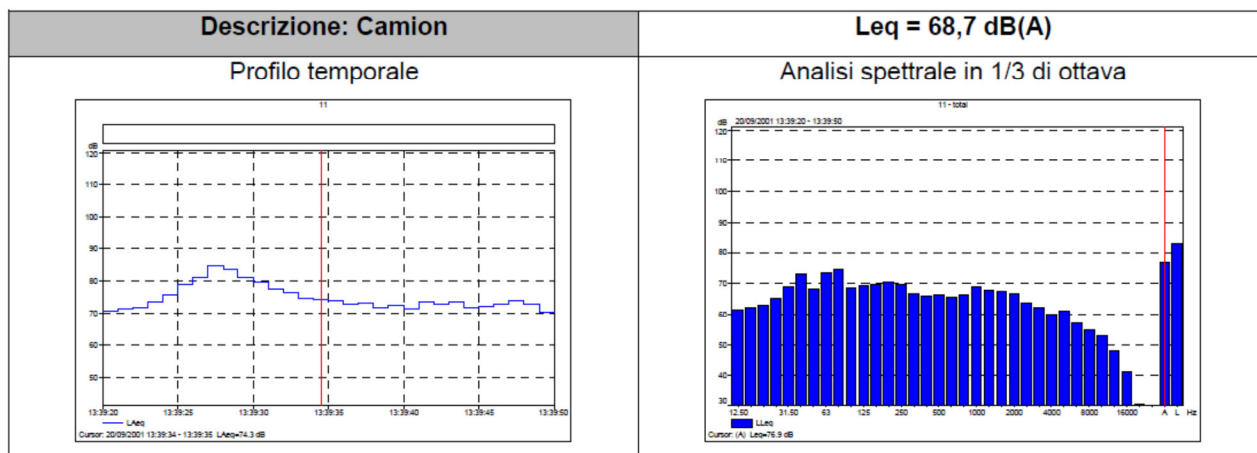 Descrizione: Camion
Leq = 68,7 dB(A)
Profilo temporale
Analisi spettrale in 1/3 di ottava
11
dB
120
110
100
90
80
70
60
50
13:39:20 13:39:25 13:39:30 13:39:35 13:39:40 13:39:45 13:39:50
LAeq
Cursor: 20/09/2001 13:39:34 - 13:39:35 LAeq=74.3 dB
11 - total
dB 20/09/2001 13:39:20 - 13:39:50
120
110
100
90
80
70
60
50
40
30
12.50 31.50 63 125 250 500 1000 2000 4000 8000 16000 A L Hz
LLeq
Cursor: (A) Leq=76.9 dB